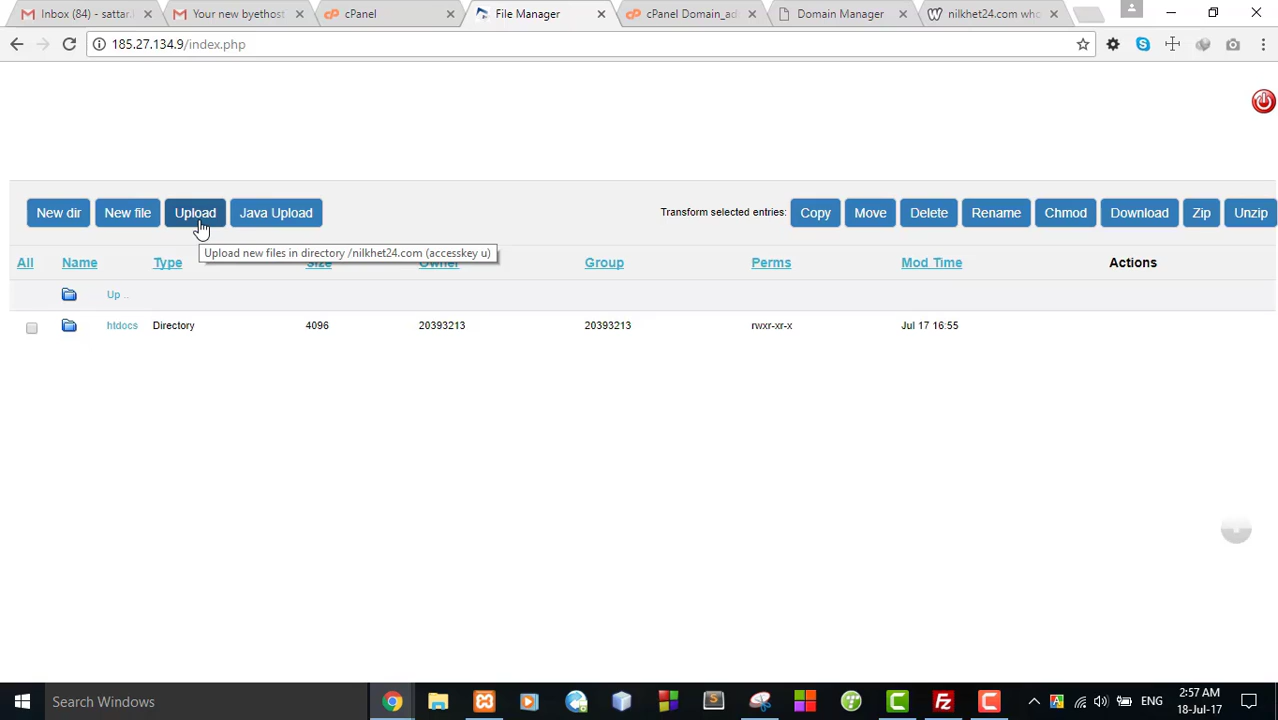 Inbox (84) - sattar.
Your new byethost
cPanel
File Manager
cPanel Domain_ad
Domain Manager
nilkhet24.com who
185.27.134.9/index.php
New dir
New file
Upload
Java Upload
Transform selected entries:
Copy
Move
Delete
Rename
Chmod
Download
Zip
Unzip
Upload new files in directory /nilkhet24.com (accesskey u)
All
Name
Type
Size
Owner
Group
Perms
Mod Time
Actions
Up ..
htdocs
Directory
4096
20393213
20393213
rwxr-xr-x
Jul 17 16:55
Search Windows
ENG
2:57 AM
18-Jul-17